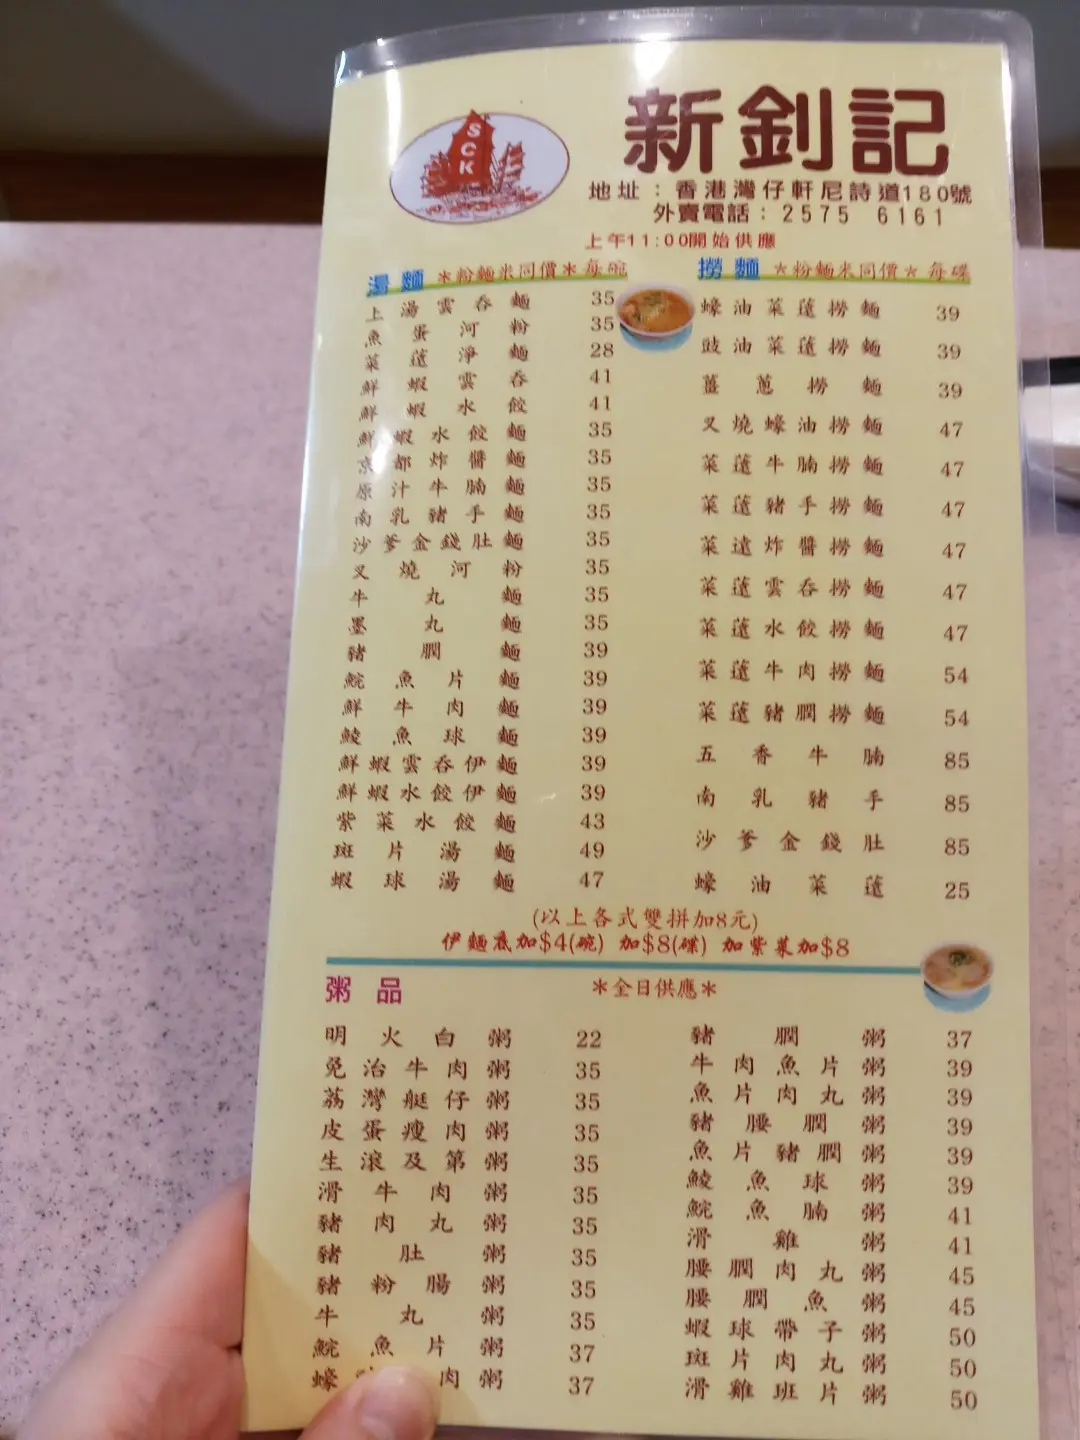 SCK
新釗記
地址：香港灣仔軒尼詩道180號
外賣電話：2575 6161
上午11:00開始供應
湯麵 *粉麵米同價* 每碗
上湯雲吞麵 35
魚蛋河粉 35
菜薳淨麵 28
鮮蝦雲吞 41
鮮蝦水餃 41
鮮蝦水餃麵 35
京都炸醬麵 35
原汁牛腩麵 35
南乳豬手麵 35
沙爹金錢肚麵 35
叉燒河粉 35
牛丸麵 35
墨丸麵 35
豬膶麵 39
鯇魚片麵 39
鮮牛肉麵 39
鯪魚球麵 39
鮮蝦雲吞伊麵 39
鮮蝦水餃伊麵 39
紫菜水餃麵 43
斑片湯麵 49
蝦球湯麵 47
撈麵 *粉麵米同價* 每碟
蠔油菜薳撈麵 39
豉油菜薳撈麵 39
薑蔥撈麵 39
叉燒蠔油撈麵 47
菜薳牛腩撈麵 47
菜薳豬手撈麵 47
菜遠炸醬撈麵 47
菜薳雲吞撈麵 47
菜薳水餃撈麵 47
菜薳牛肉撈麵 54
菜薳豬膶撈麵 54
五香牛腩 85
南乳豬手 85
沙爹金錢肚 85
蠔油菜薳 25
(以上各式雙拼加8元)
伊麵底加$4(碗) 加$8(碟) 加紫菜加$8
粥品 *全日供應*
明火白粥 22
免治牛肉粥 35
荔灣艇仔粥 35
皮蛋瘦肉粥 35
生滾及第粥 35
滑牛肉粥 35
豬肉丸粥 35
豬肚粥 35
豬粉腸粥 35
牛丸粥 35
鯇魚片粥 37
蠔 肉粥 37
豬膶粥 37
牛肉魚片粥 39
魚片肉丸粥 39
豬腰膶粥 39
魚片豬膶粥 39
鯪魚球粥 39
鯇魚腩粥 41
滑雞粥 41
腰膶肉丸粥 45
腰膶魚粥 45
蝦球帶子粥 50
斑片肉丸粥 50
滑雞班片粥 50